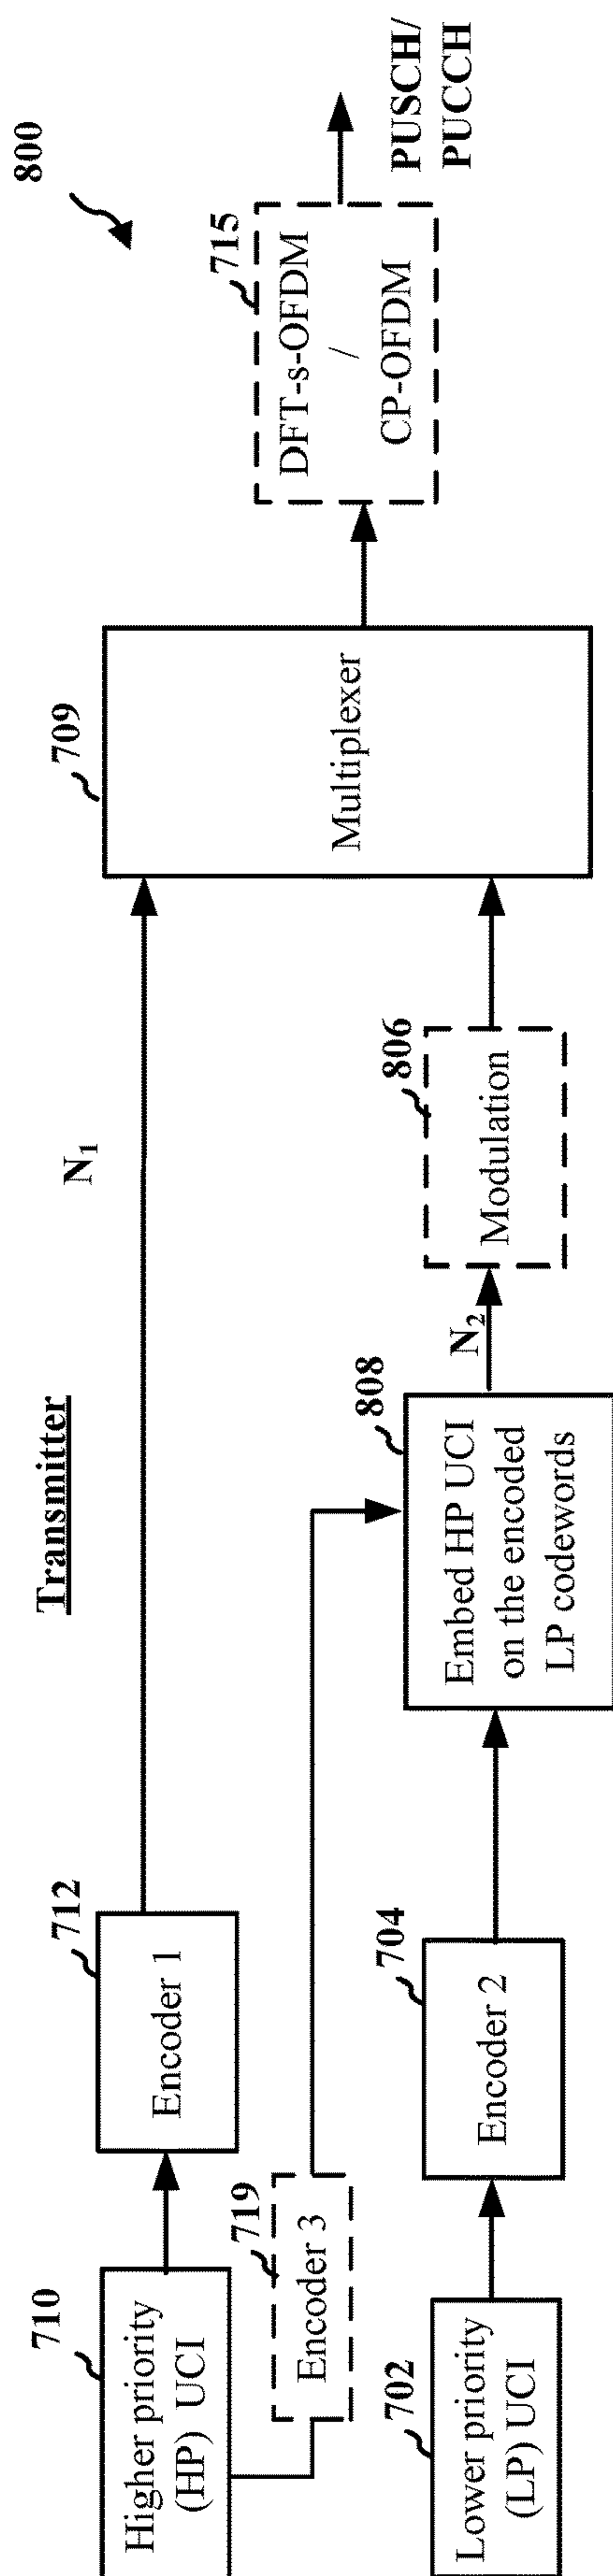 Transmitter
800
710
Higher priority
(HP) UCI
712
Encoder 1
N₁
709
Multiplexer
715
DFT-s-OFDM
/
CP-OFDM
PUSCH/
PUCCH
719
Encoder 3
702
Lower priority
(LP) UCI
704
Encoder 2
808
Embed HP UCI
on the encoded
LP codewords
N₂
806
Modulation